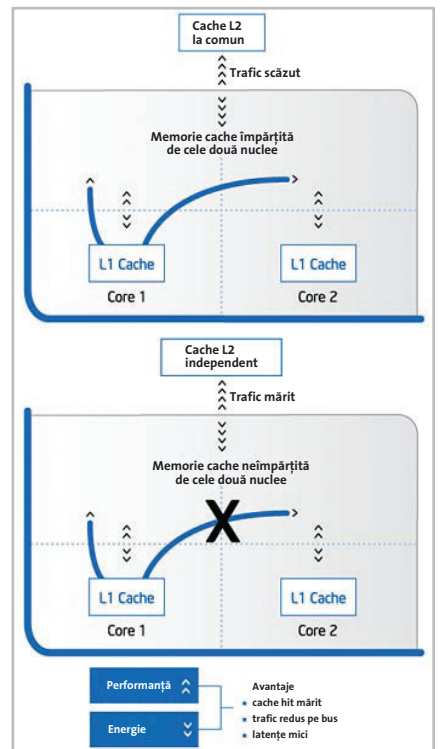 Cache L2
la comun
Trafic scăzut
Memorie cache împărțită
de cele două nuclee
L1 Cache
L1 Cache
Core 1
Core 2
Cache L2
independent
Trafic mărit
Memorie cache neîmpărțită
de cele două nuclee
X
L1 Cache
L1 Cache
Core 1
Core 2
Performanță
Energie
Avantaje
• cache hit mărit
• trafic redus pe bus
• latențe mici